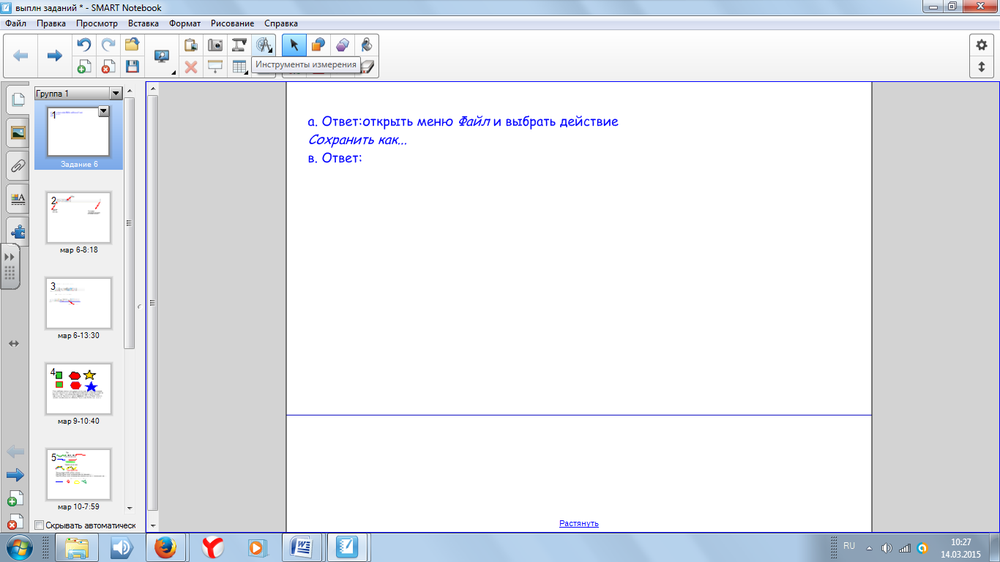 выплн заданий * - SMART Notebook
Файл Правка Просмотр Вставка Формат Рисование Справка
Инструменты измерения
Группа 1
1
Задание 6
2
мар 6-8:18
3
мар 6-13:30
4
мар 9-10:40
5
мар 10-7:59
Скрывать автоматическ
а. Ответ:открыть меню Файл и выбрать действие
Сохранить как...
в. Ответ:
Растянуть
RU
10:27
14.03.2015